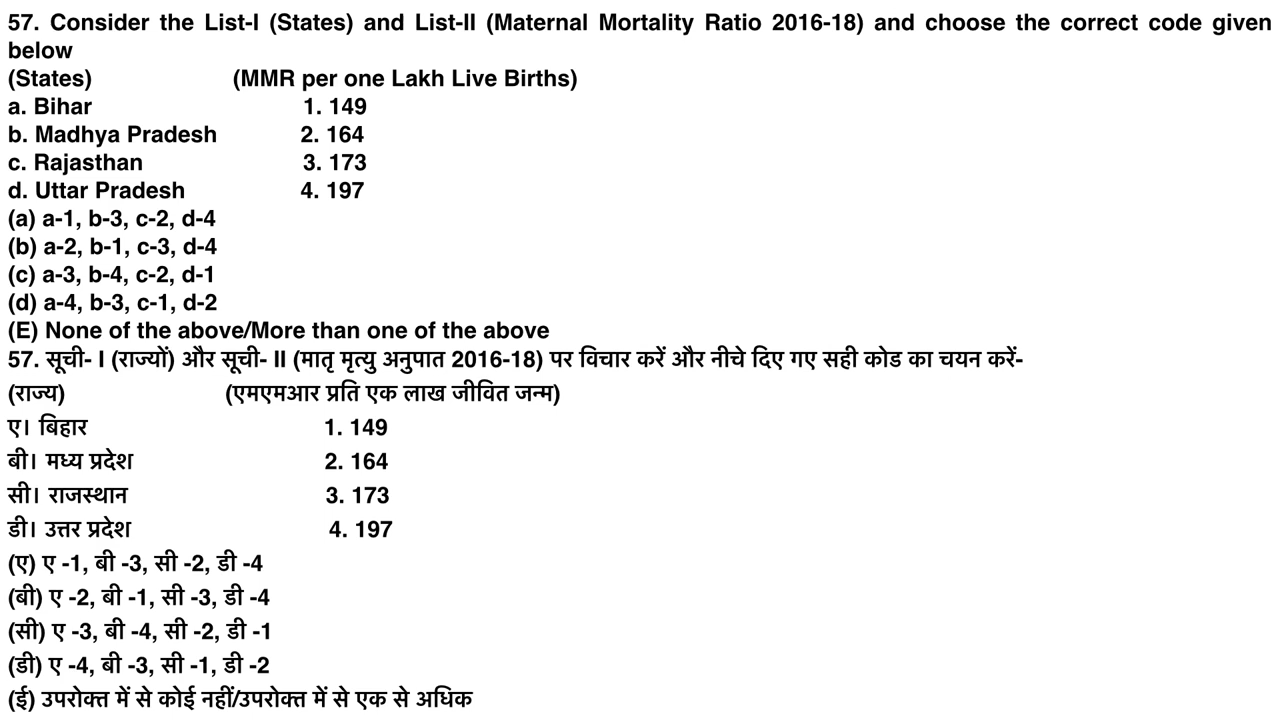 57. Consider the List-I (States) and List-II (Maternal Mortality Ratio 2016-18) and choose the correct code given
below
(States) (MMR per one Lakh Live Births)
a. Bihar 1. 149
b. Madhya Pradesh 2. 164
c. Rajasthan 3. 173
d. Uttar Pradesh 4. 197
(a) a-1, b-3, c-2, d-4
(b) a-2, b-1, c-3, d-4
(c) a-3, b-4, c-2, d-1
(d) a-4, b-3, c-1, d-2
(E) None of the above/More than one of the above
57. सूची- I (राज्यों) और सूची- II (मातृ मृत्यु अनुपात 2016-18) पर विचार करें और नीचे दिए गए सही कोड का चयन करें-
(राज्य) (एमएमआर प्रति एक लाख जीवित जन्म)
ए। बिहार 1. 149
बी। मध्य प्रदेश 2. 164
सी। राजस्थान 3. 173
डी। उत्तर प्रदेश 4. 197
(ए) ए -1, बी -3, सी -2, डी -4
(बी) ए -2, बी -1, सी -3, डी -4
(सी) ए -3, बी -4, सी -2, डी -1
(डी) ए -4, बी -3, सी -1, डी -2
(ई) उपरोक्त में से कोई नहीं/उपरोक्त में से एक से अधिक